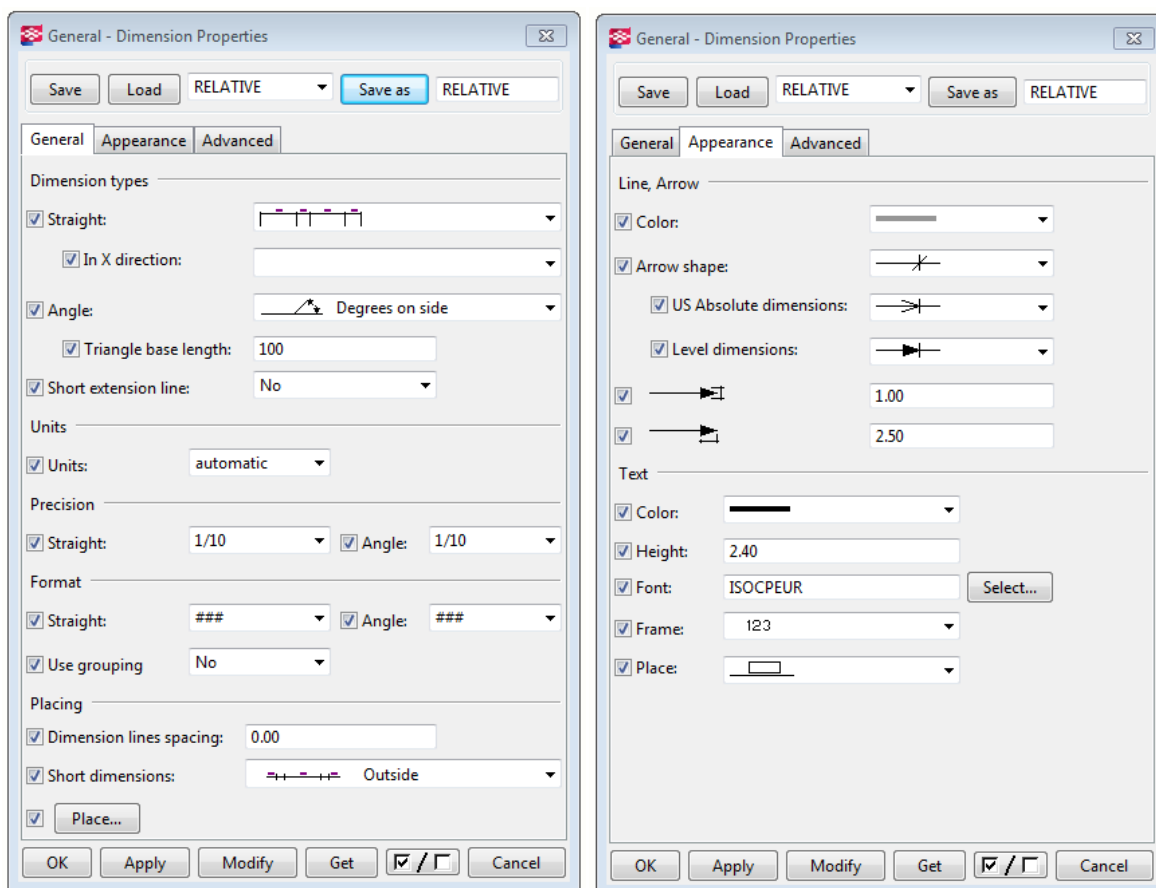 General - Dimension Properties
Save Load RELATIVE Save as RELATIVE
General Appearance Advanced
Dimension types
Straight:
In X direction:
Angle: Degrees on side
Triangle base length: 100
Short extension line: No
Units
Units: automatic
Precision
Straight: 1/10 Angle: 1/10
Format
Straight: ### Angle: ###
Use grouping No
Placing
Dimension lines spacing: 0.00
Short dimensions: Outside
Place...
OK Apply Modify Get / Cancel
General - Dimension Properties
Save Load RELATIVE Save as RELATIVE
General Appearance Advanced
Line, Arrow
Color:
Arrow shape:
US Absolute dimensions:
Level dimensions:
1.00
2.50
Text
Color:
Height: 2.40
Font: ISOCPEUR Select...
Frame: 123
Place:
OK Apply Modify Get / Cancel